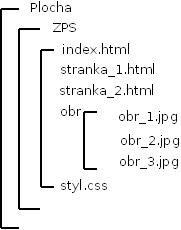 Plocha
ZPS
index.html
stranka_1.html
stranka_2.html
obr
obr_1.jpg
obr_2.jpg
obr_3.jpg
styl.css